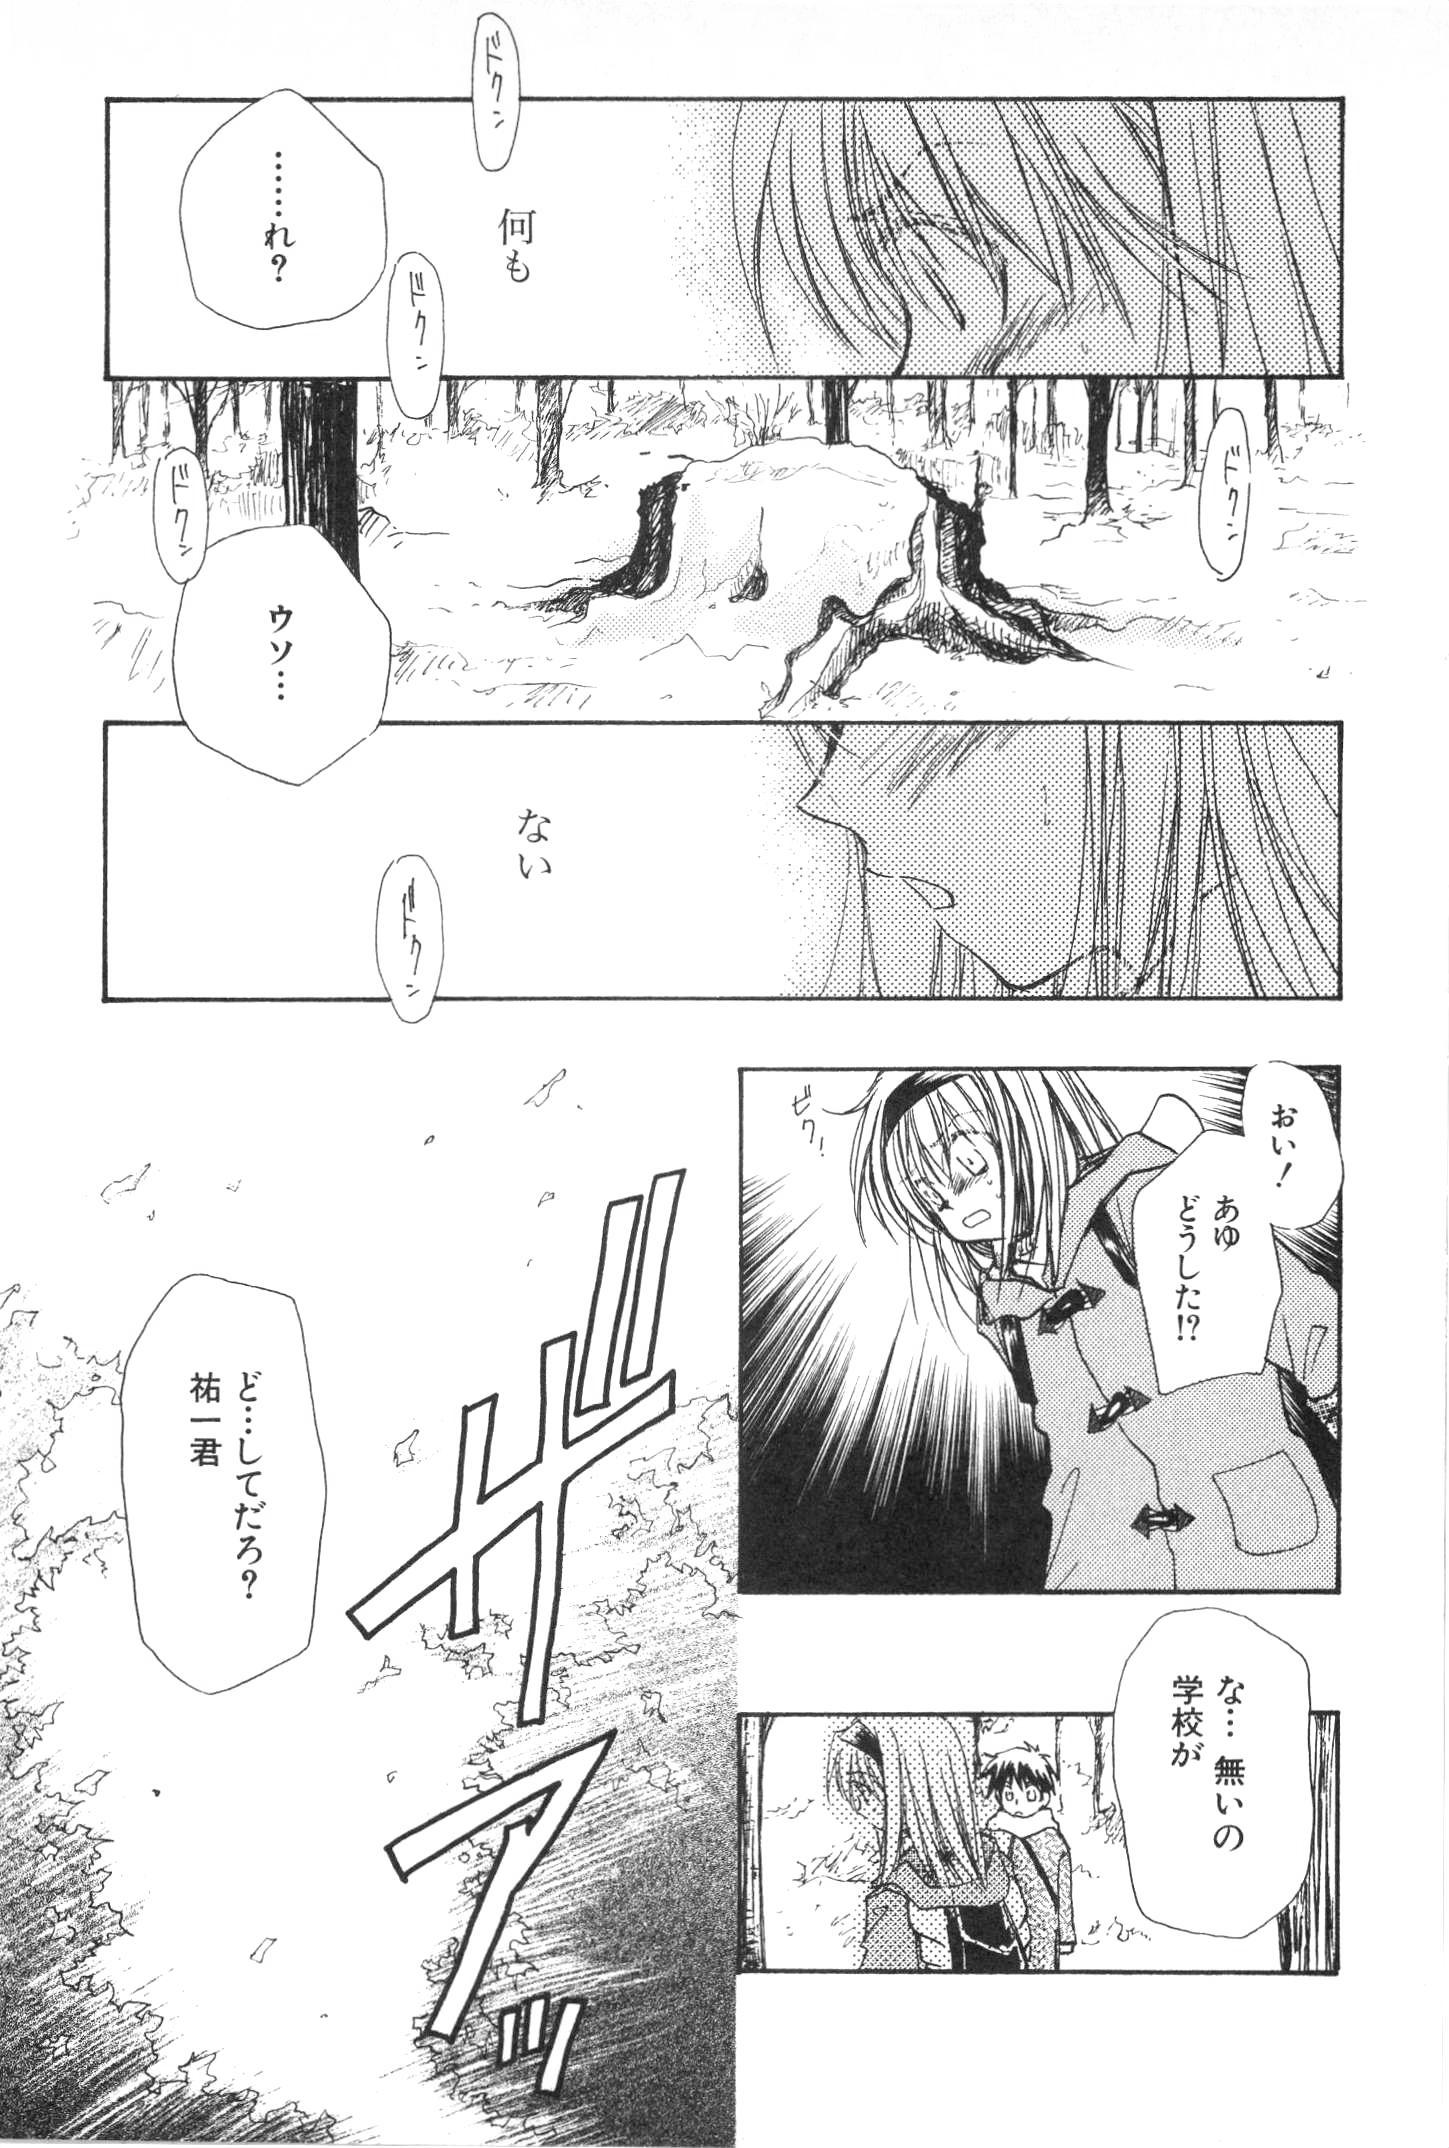 ドクン
何も
……れ?
ドクン
ドクン
ドクン
ウソ…
ない
ドクン
おい!
あゆ
どうした!?
ビク!
な… 無いの
学校が
ザアッ
ど…してだろ?
祐一君